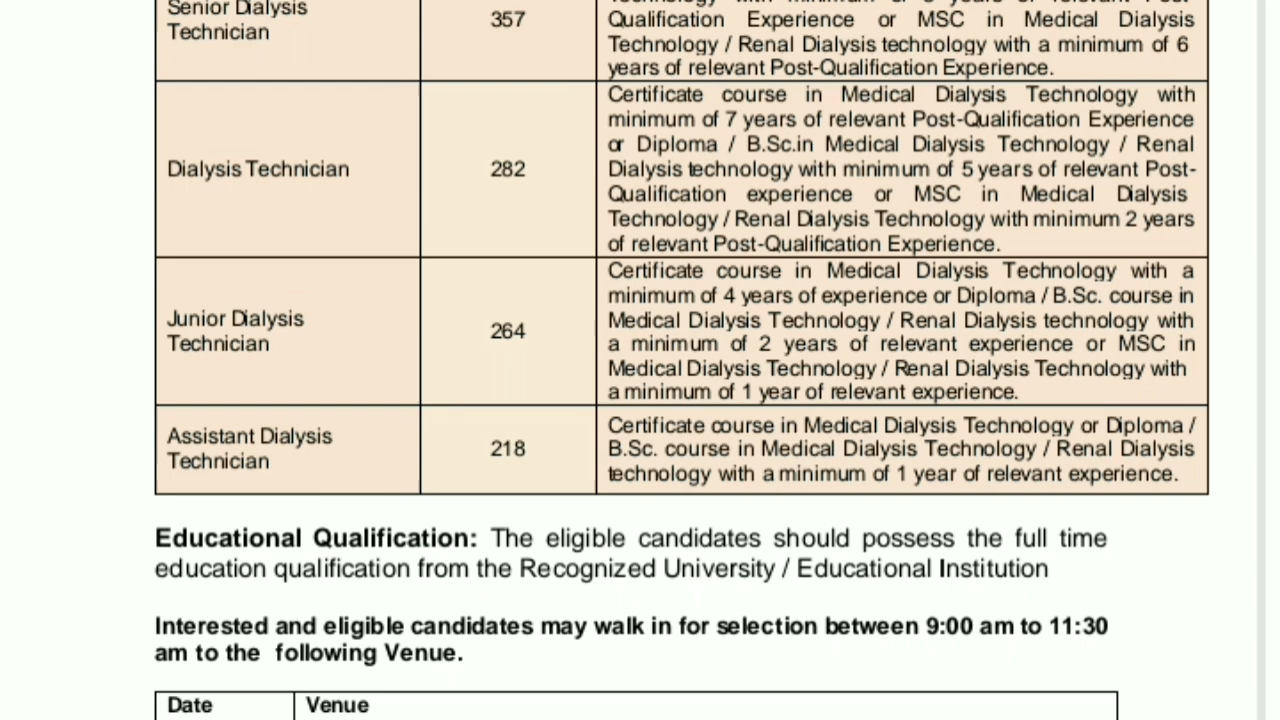 Senior Dialysis
Technician
357
Technology with minimum of 8 years of relevant Post-
Qualification Experience or MSC in Medical Dialysis
Technology / Renal Dialysis technology with a minimum of 6
years of relevant Post-Qualification Experience.
Dialysis Technician
282
Certificate course in Medical Dialysis Technology with
minimum of 7 years of relevant Post-Qualification Experience
or Diploma / B.Sc.in Medical Dialysis Technology / Renal
Dialysis technology with minimum of 5 years of relevant Post-
Qualification experience or MSC in Medical Dialysis
Technology / Renal Dialysis Technology with minimum 2 years
of relevant Post-Qualification Experience.
Junior Dialysis
Technician
264
Certificate course in Medical Dialysis Technology with a
minimum of 4 years of experience or Diploma / B.Sc. course in
Medical Dialysis Technology / Renal Dialysis technology with
a minimum of 2 years of relevant experience or MSC in
Medical Dialysis Technology / Renal Dialysis Technology with
a minimum of 1 year of relevant experience.
Assistant Dialysis
Technician
218
Certificate course in Medical Dialysis Technology or Diploma /
B.Sc. course in Medical Dialysis Technology / Renal Dialysis
technology with a minimum of 1 year of relevant experience.
Educational Qualification: The eligible candidates should possess the full time
education qualification from the Recognized University / Educational Institution
Interested and eligible candidates may walk in for selection between 9:00 am to 11:30
am to the following Venue.
Date
Venue